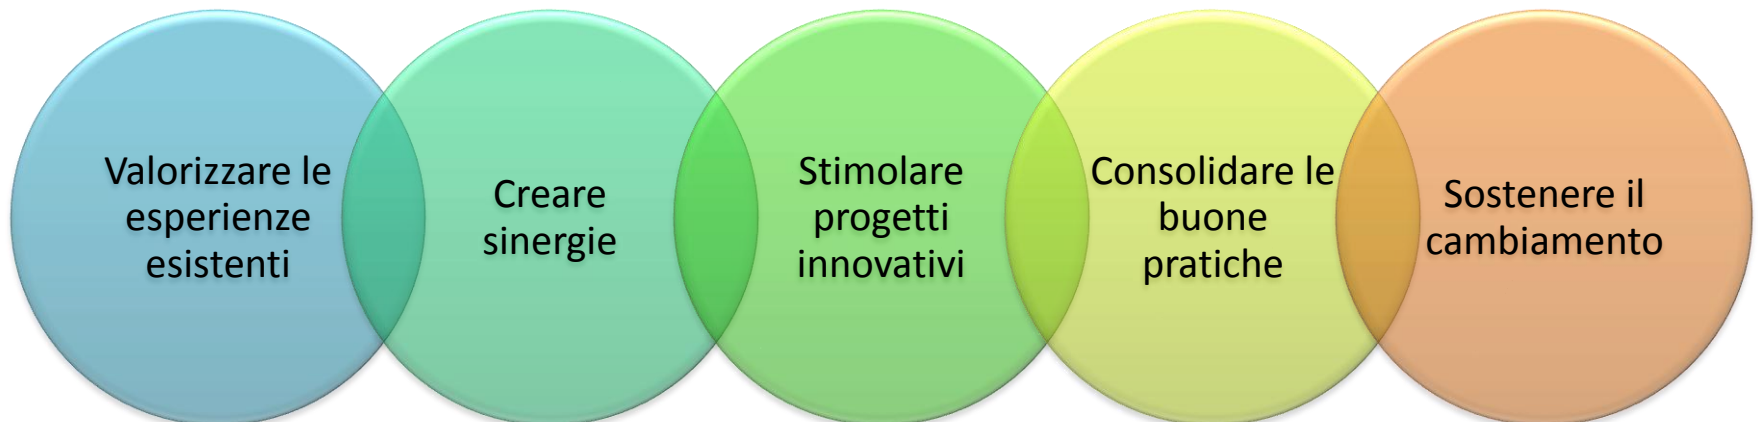 Valorizzare le
esperienze
esistenti
Creare
sinergie
Stimolare
progetti
innovativi
Consolidare le
buone
pratiche
Sostenere il
cambiamento